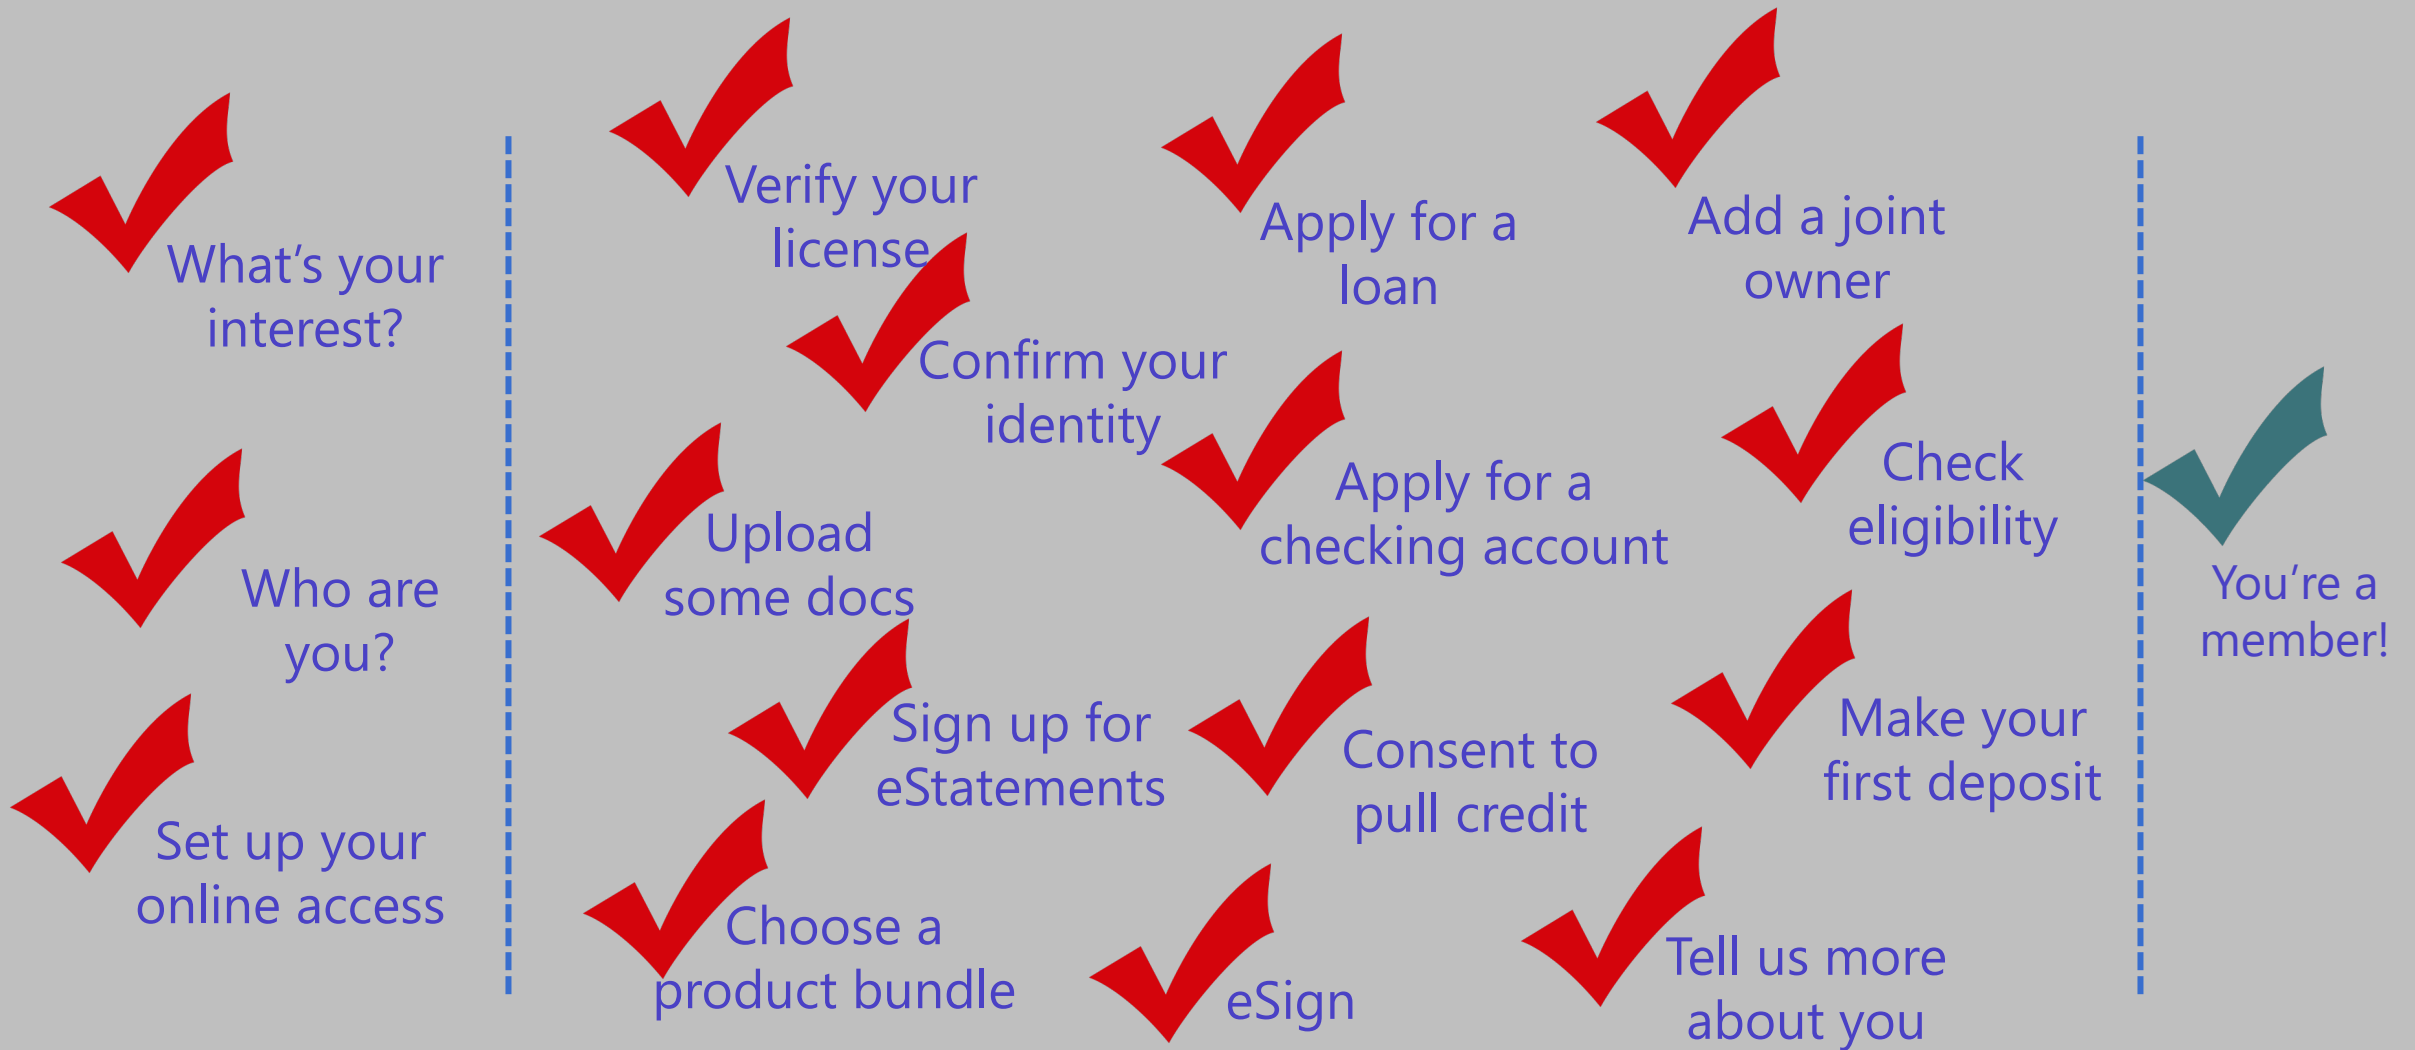 What's your
interest?
Who are
you?
Set up your
online access
Verify your
license
Confirm your
identity
Upload
some docs
Sign up for
eStatements
Choose a
product bundle
Apply for a
loan
Apply for a
checking account
Consent to
pull credit
eSign
Add a joint
owner
Check
eligibility
Make your
first deposit
Tell us more
about you
You're a
member!